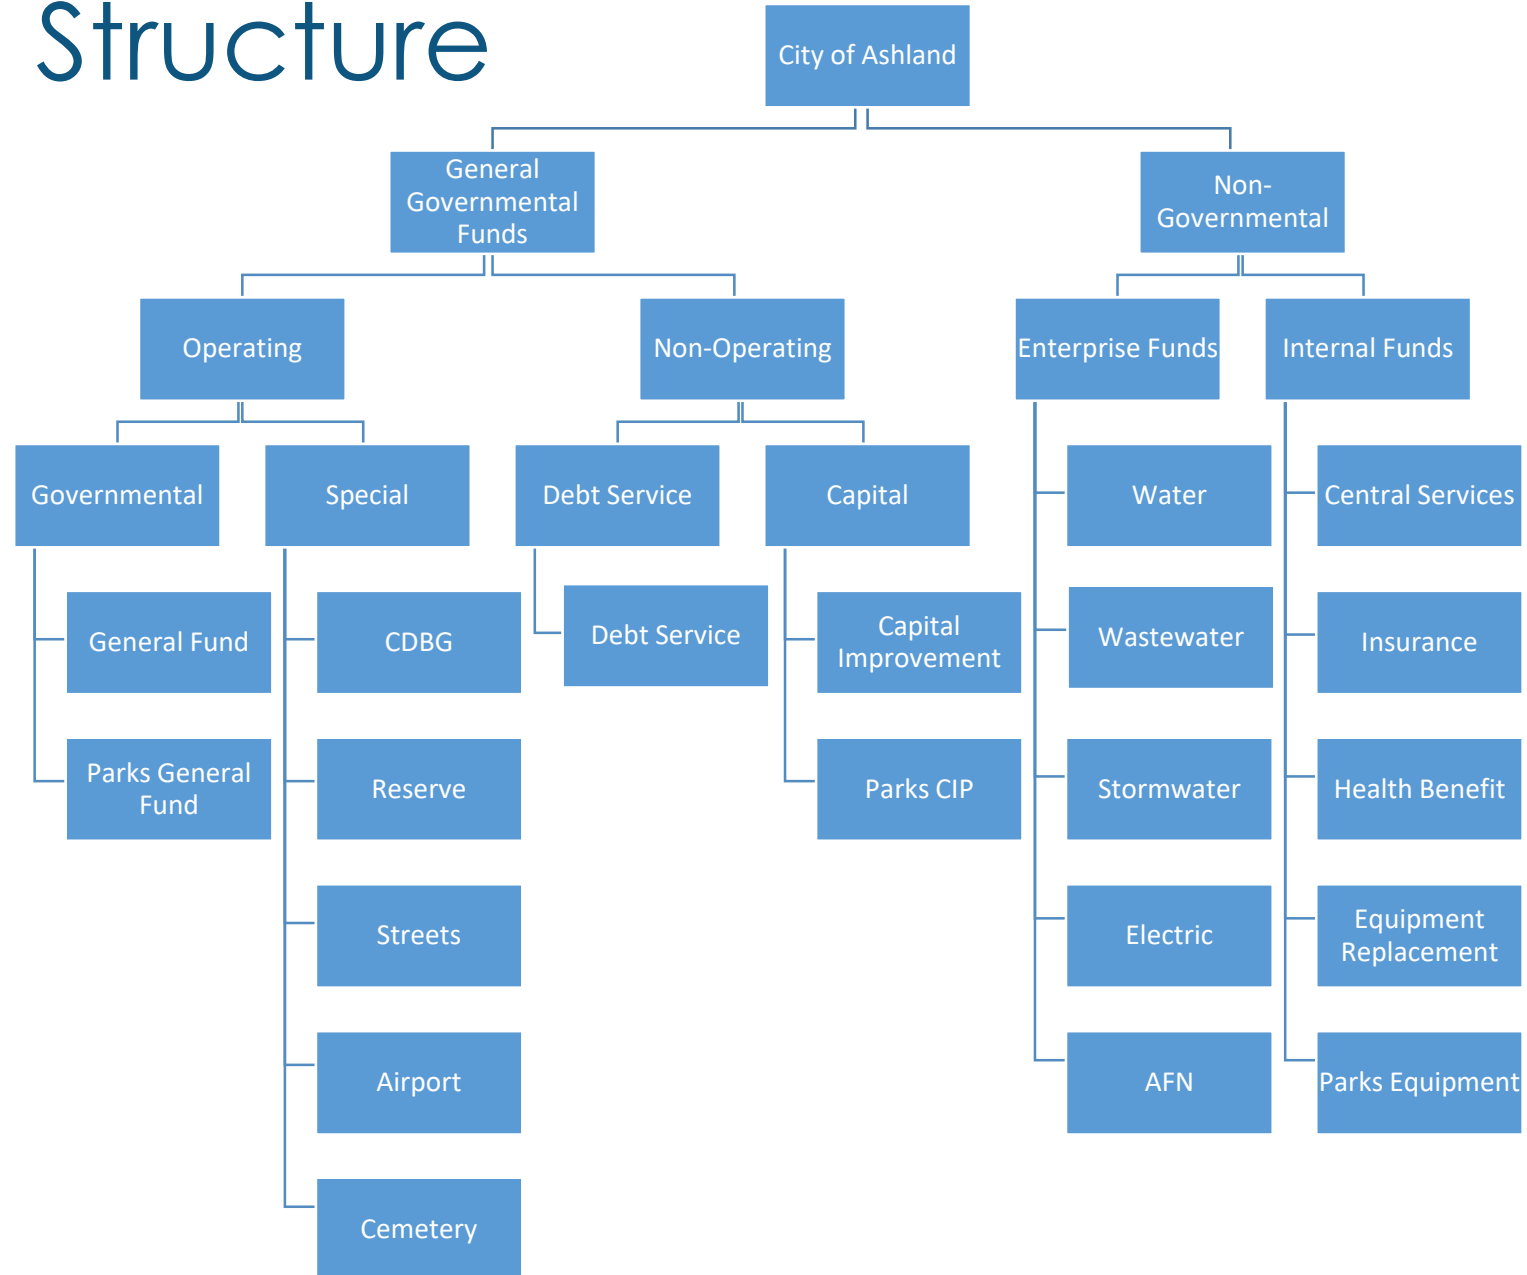 Structure
City of Ashland
General
Governmental
Funds
Non-
Governmental
Operating
Non-Operating
Enterprise Funds
Internal Funds
Governmental
Special
Debt Service
Capital
Water
Central Services
General Fund
CDBG
Debt Service
Capital
Improvement
Wastewater
Insurance
Parks General
Fund
Reserve
Parks CIP
Stormwater
Health Benefit
Streets
Electric
Equipment
Replacement
Airport
AFN
Parks Equipment
Cemetery